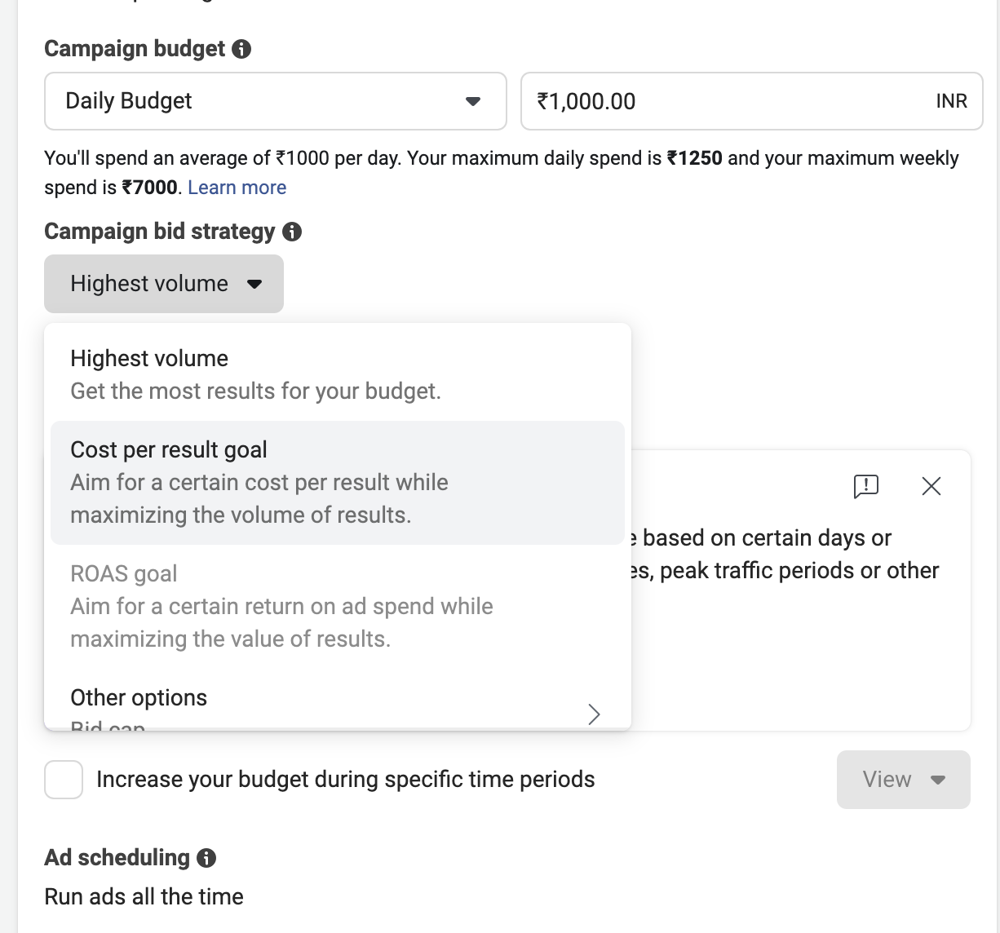 Campaign budget
Daily Budget
₹1,000.00
INR
You'll spend an average of ₹1000 per day. Your maximum daily spend is ₹1250 and your maximum weekly
spend is ₹7000. Learn more
Campaign bid strategy
Highest volume
Highest volume
Get the most results for your budget.
Cost per result goal
Aim for a certain cost per result while
maximizing the volume of results.
ROAS goal
Aim for a certain return on ad spend while
maximizing the value of results.
Other options
Bid cap
based on certain days or
peak traffic periods or other
Increase your budget during specific time periods
View
Ad scheduling
Run ads all the time